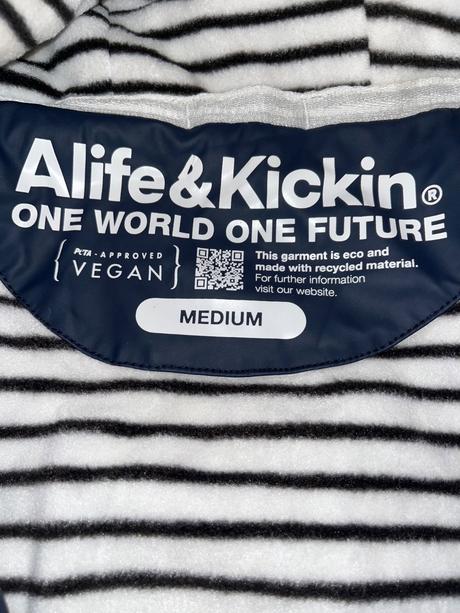 Alife&Kickin®
ONE WORLD ONE FUTURE
PETA - APPROVED
VEGAN
This garment is eco and
made with recycled material.
For further information
visit our website.
MEDIUM